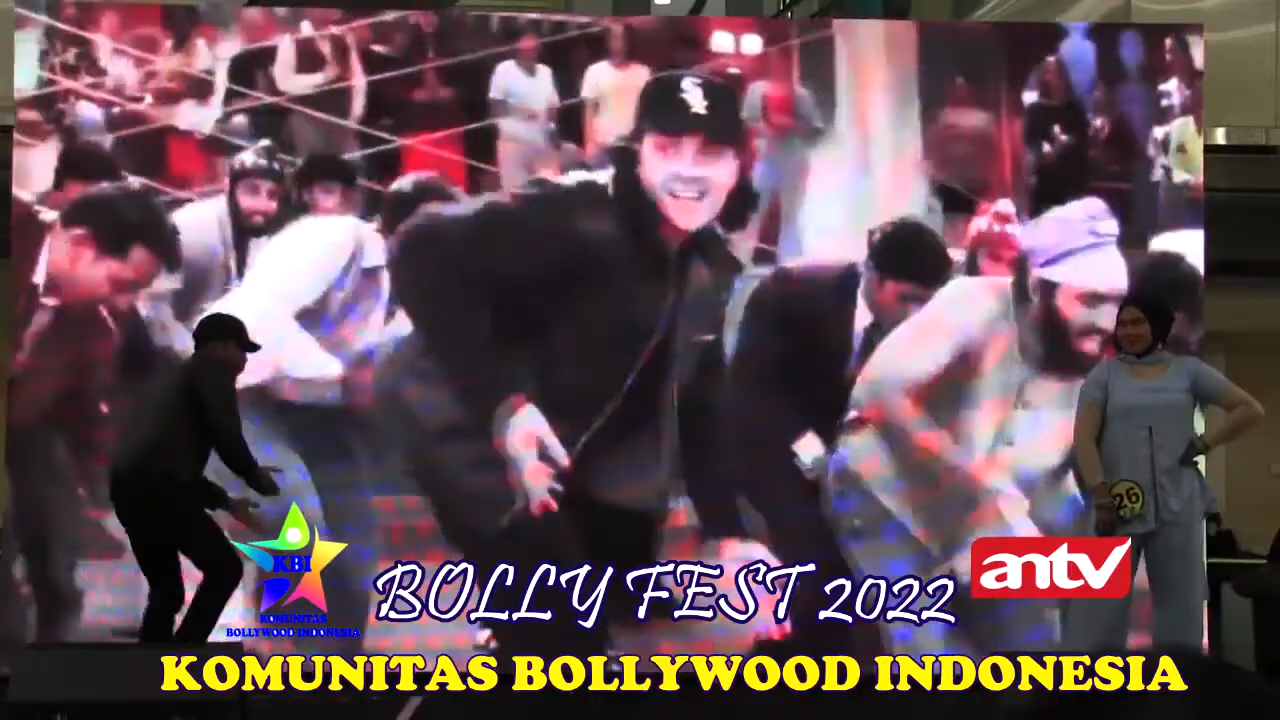 26
KBI
KOMUNITAS
BOLLYWOOD INDONESIA
BOLLY FEST 2022
antv
KOMUNITAS BOLLYWOOD INDONESIA